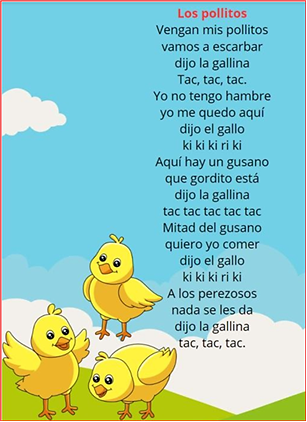 Los pollitos
Vengan mis pollitos
vamos a escarbar
dijo la gallina
Tac, tac, tac.
Yo no tengo hambre
yo me quedo aquí
dijo el gallo
ki ki ki ri ki
Aquí hay un gusano
que gordito está
dijo la gallina
tac tac tac tac tac
Mitad del gusano
quiero yo comer
dijo el gallo
ki ki ki ri ki
A los perezosos
nada se les da
dijo la gallina
tac, tac, tac.